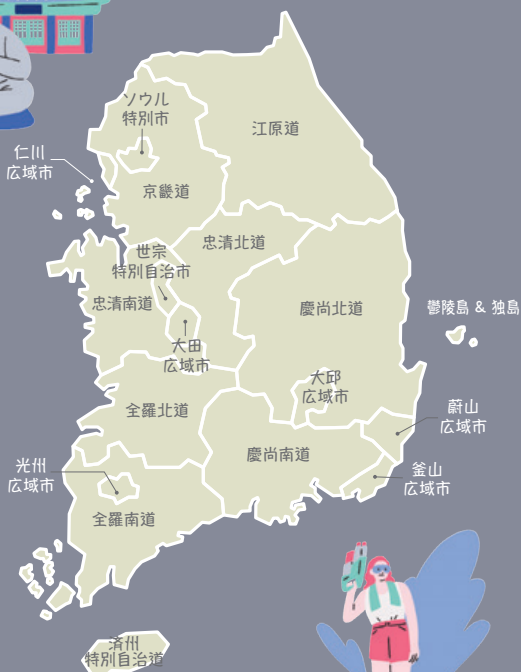 ソウル
特別市
江原道
仁川
広域市
京畿道
忠清北道
世宗
特別自治市
忠清南道
慶尚北道
鬱陵島 & 独島
大田
広域市
大邱
広域市
全羅北道
蔚山
広域市
慶尚南道
光州
広域市
釜山
広域市
全羅南道
済州
特別自治道